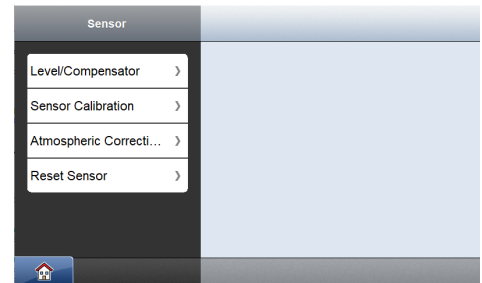 Sensor
Level/Compensator
Sensor Calibration
Atmospheric Correcti...
Reset Sensor